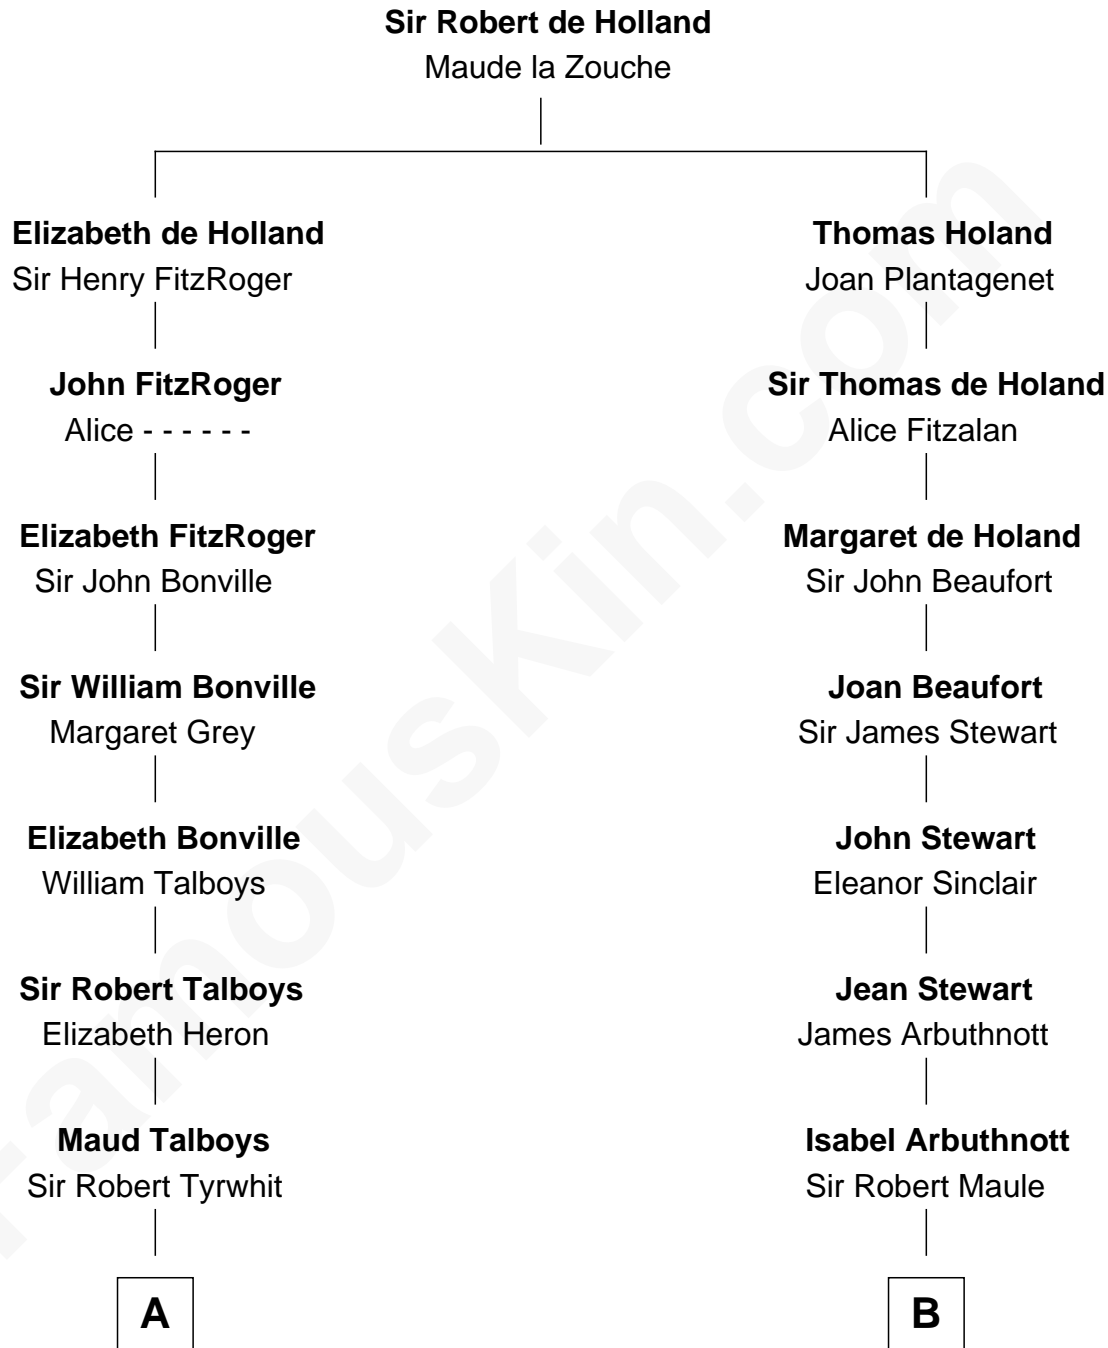 Sir Robert de Holland
Maude la Zouche
Elizabeth de Holland
Sir Henry FitzRoger
Thomas Holand
Joan Plantagenet
John FitzRoger
Alice - - - - - -
Sir Thomas de Holand
Alice Fitzalan
Elizabeth FitzRoger
Sir John Bonville
Margaret de Holand
Sir John Beaufort
Sir William Bonville
Margaret Grey
Joan Beaufort
Sir James Stewart
Elizabeth Bonville
William Talboys
John Stewart
Eleanor Sinclair
Sir Robert Talboys
Elizabeth Heron
Jean Stewart
James Arbuthnott
Maud Talboys
Sir Robert Tyrwhit
Isabel Arbuthnott
Sir Robert Maule
A
B
FamousKin.com